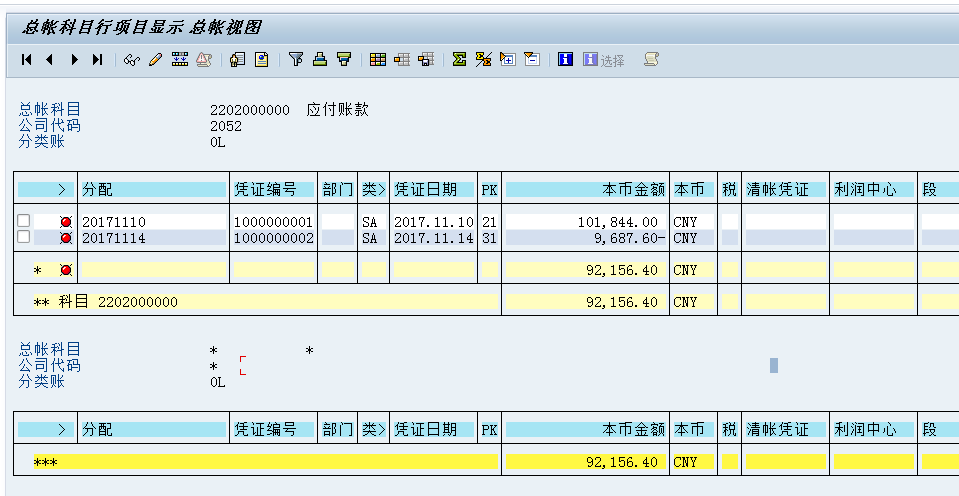 总帐科目行项目显示 总帐视图
选择
总帐科目 2202000000 应付账款
公司代码 2052
分类账 0L
> 分配 凭证编号 部门 类> 凭证日期 PK 本币金额 本币 税 清帐凭证 利润中心 段
20171110 1000000001 SA 2017.11.10 21 101,844.00 CNY
20171114 1000000002 SA 2017.11.14 31 9,687.60- CNY
* 92,156.40 CNY
** 科目 2202000000 92,156.40 CNY
总帐科目 * *
公司代码 *
分类账 0L
> 分配 凭证编号 部门 类> 凭证日期 PK 本币金额 本币 税 清帐凭证 利润中心 段
*** 92,156.40 CNY